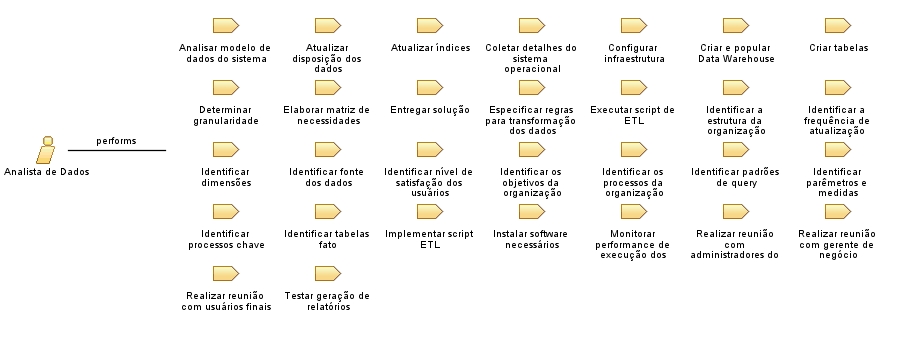 Analista de Dados
performs
Analisar modelo de
dados do sistema
Atualizar
disposição dos
dados
Atualizar índices
Coletar detalhes do
sistema
operacional
Configurar
infraestrutura
Criar e popular
Data Warehouse
Criar tabelas
Determinar
granularidade
Elaborar matriz de
necessidades
Entregar solução
Especificar regras
para transformação
dos dados
Executar script de
ETL
Identificar a
estrutura da
organização
Identificar a
frequência de
atualização
Identificar
dimensões
Identificar fonte
dos dados
Identificar nível de
satisfação dos
usuários
Identificar os
objetivos da
organização
Identificar os
processos da
organização
Identificar padrões
de query
Identificar
parêmetros e
medidas
Identificar
processos chave
Identificar tabelas
fato
Implementar script
ETL
Instalar software
necessários
Monitorar
performance de
execução dos
Realizar reunião
com
administradores do
Realizar reunião
com gerente de
negócio
Realizar reunião
com usuários finais
Testar geração de
relatórios